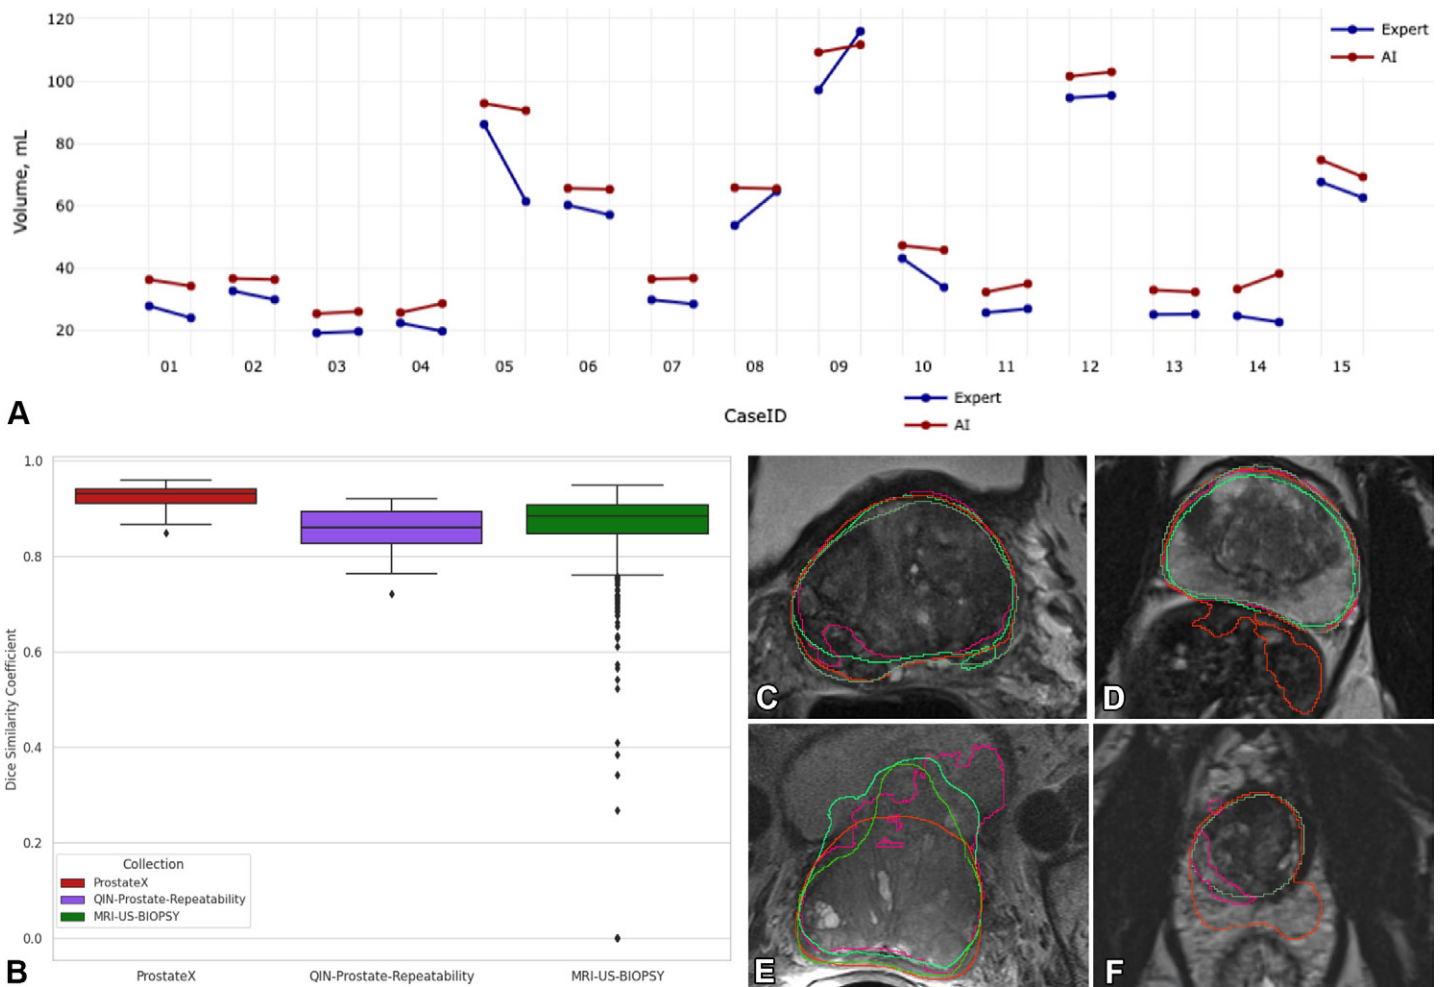 120
100
80
60
40
20
Volume, mL
Expert
AI
01 02 03 04 05 06 07 08 09 10 11 12 13 14 15
CaseID
Expert
AI
A
1.0
0.8
0.6
0.4
0.2
0.0
Dice Similarity Coefficient
Collection
ProstateX
QIN-Prostate-Repeatability
MRI-US-BIOPSY
ProstateX QIN-Prostate-Repeatability MRI-US-BIOPSY
B
C
D
E
F